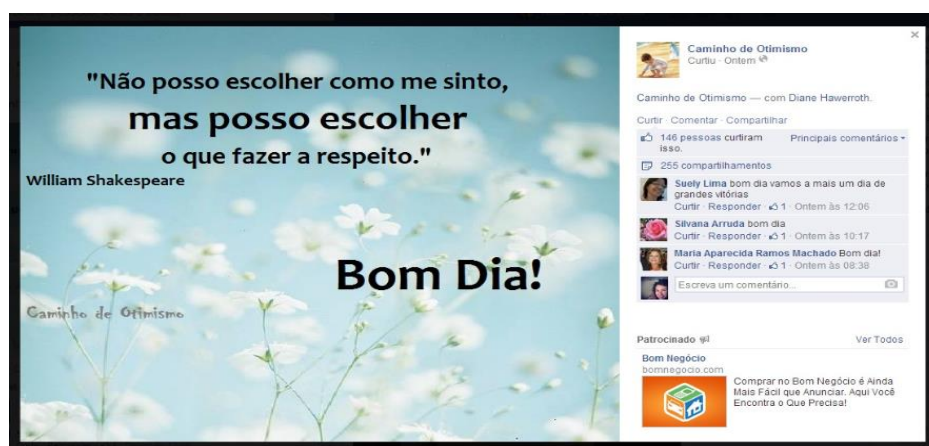 "Não posso escolher como me sinto,
mas posso escolher
o que fazer a respeito."
William Shakespeare
Bom Dia!
Caminho de Otimismo
Caminho de Otimismo
Curtiu · Ontem
Caminho de Otimismo — com Diane Hawerroth.
Curtir · Comentar · Compartilhar
146 pessoas curtiram isso.
Principais comentários
255 compartilhamentos
Suely Lima bom dia vamos a mais um dia de
grandes vitórias
Curtir · Responder · 1 · Ontem às 12:06
Silvana Arruda bom dia
Curtir · Responder · 1 · Ontem às 10:17
Maria Aparecida Ramos Machado Bom dia!
Curtir · Responder · 1 · Ontem às 08:38
Escreva um comentário...
Patrocinado
Ver Todos
Bom Negócio
bomnegocio.com
Comprar no Bom Negócio é Ainda
Mais Fácil que Anunciar. Aqui Você
Encontra o Que Precisa!